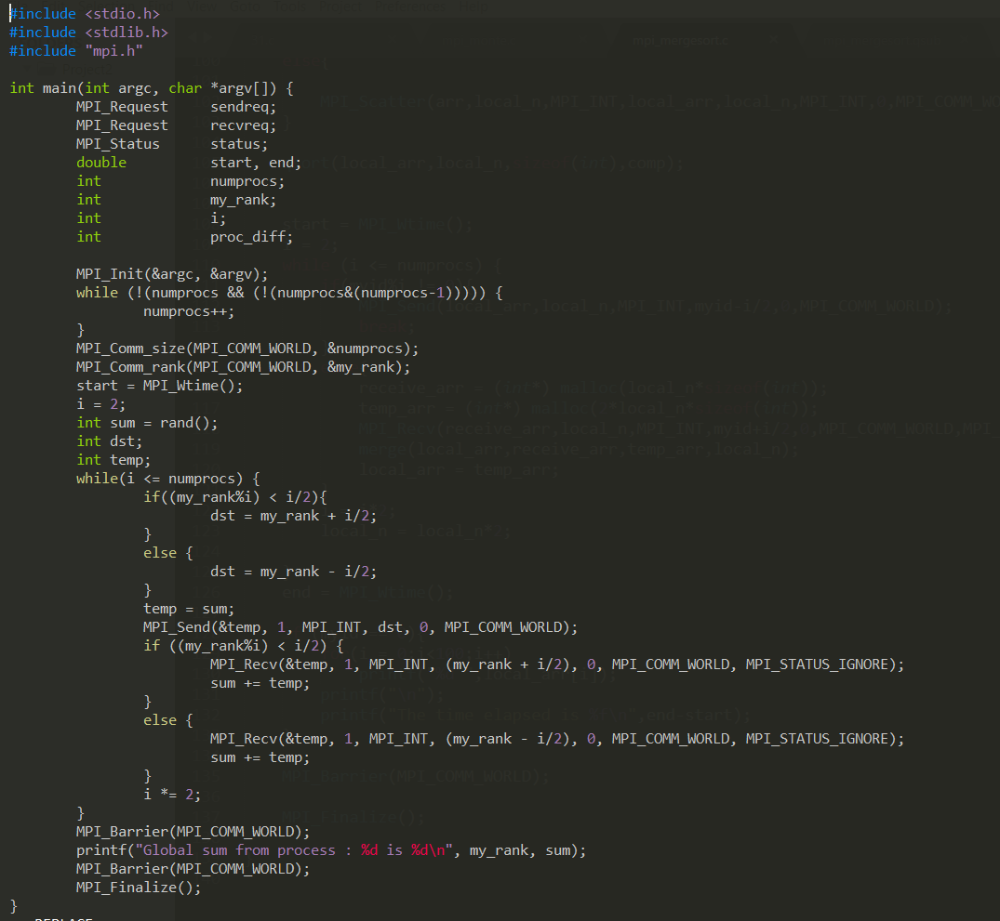 #include <stdio.h>
#include <stdlib.h>
#include "mpi.h"

int main(int argc, char *argv[]) {
        MPI_Request     sendreq;
        MPI_Request     recvreq;
        MPI_Status      status;
        double          start, end;
        int             numprocs;
        int             my_rank;
        int             i;
        int             proc_diff;

        MPI_Init(&argc, &argv);
        while (!(numprocs && (!(numprocs&(numprocs-1))))) {
                numprocs++;
        }
        MPI_Comm_size(MPI_COMM_WORLD, &numprocs);
        MPI_Comm_rank(MPI_COMM_WORLD, &my_rank);
        start = MPI_Wtime();
        i = 2;
        int sum = rand();
        int dst;
        int temp;
        while(i <= numprocs) {
                if((my_rank%i) < i/2){
                        dst = my_rank + i/2;
                }
                else {
                        dst = my_rank - i/2;
                }
                temp = sum;
                MPI_Send(&temp, 1, MPI_INT, dst, 0, MPI_COMM_WORLD);
                if ((my_rank%i) < i/2) {
                        MPI_Recv(&temp, 1, MPI_INT, (my_rank + i/2), 0, MPI_COMM_WORLD, MPI_STATUS_IGNORE);
                        sum += temp;
                }
                else {
                        MPI_Recv(&temp, 1, MPI_INT, (my_rank - i/2), 0, MPI_COMM_WORLD, MPI_STATUS_IGNORE);
                        sum += temp;
                }
                i *= 2;
        }
        MPI_Barrier(MPI_COMM_WORLD);
        printf("Global sum from process : %d is %d\n", my_rank, sum);
        MPI_Barrier(MPI_COMM_WORLD);
        MPI_Finalize();
}